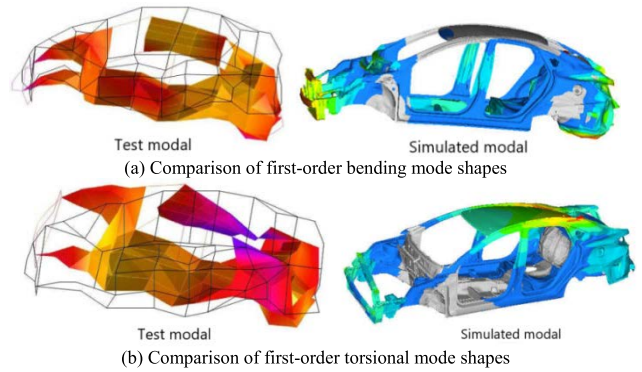 Test modal
Simulated modal
(a) Comparison of first-order bending mode shapes
Test modal
Simulated modal
(b) Comparison of first-order torsional mode shapes